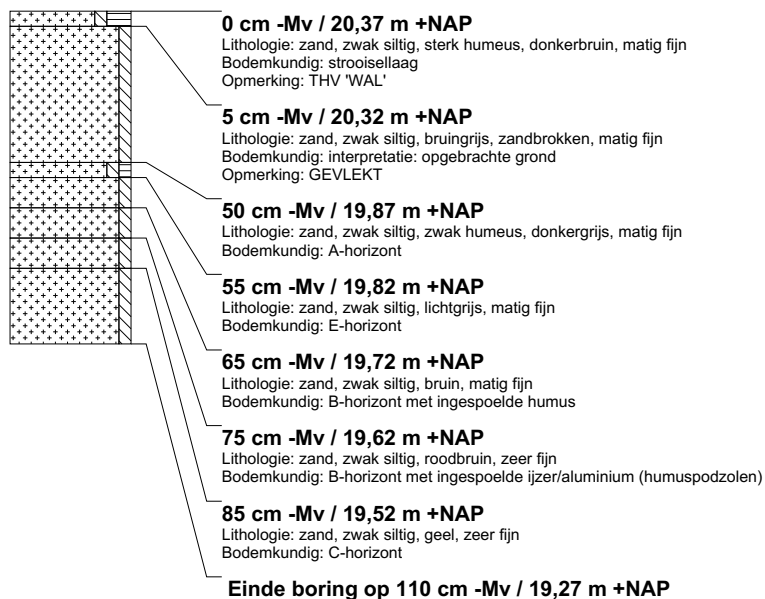 0 cm -Mv / 20,37 m +NAP
Lithologie: zand, zwak siltig, sterk humeus, donkerbruin, matig fijn
Bodemkundig: strooisellaag
Opmerking: THV 'WAL'
5 cm -Mv / 20,32 m +NAP
Lithologie: zand, zwak siltig, bruingrijs, zandbrokken, matig fijn
Bodemkundig: interpretatie: opgebrachte grond
Opmerking: GEVLEKT
50 cm -Mv / 19,87 m +NAP
Lithologie: zand, zwak siltig, zwak humeus, donkergrijs, matig fijn
Bodemkundig: A-horizont
55 cm -Mv / 19,82 m +NAP
Lithologie: zand, zwak siltig, lichtgrijs, matig fijn
Bodemkundig: E-horizont
65 cm -Mv / 19,72 m +NAP
Lithologie: zand, zwak siltig, bruin, matig fijn
Bodemkundig: B-horizont met ingespoelde humus
75 cm -Mv / 19,62 m +NAP
Lithologie: zand, zwak siltig, roodbruin, zeer fijn
Bodemkundig: B-horizont met ingespoelde ijzer/aluminium (humuspodzolen)
85 cm -Mv / 19,52 m +NAP
Lithologie: zand, zwak siltig, geel, zeer fijn
Bodemkundig: C-horizont
Einde boring op 110 cm -Mv / 19,27 m +NAP